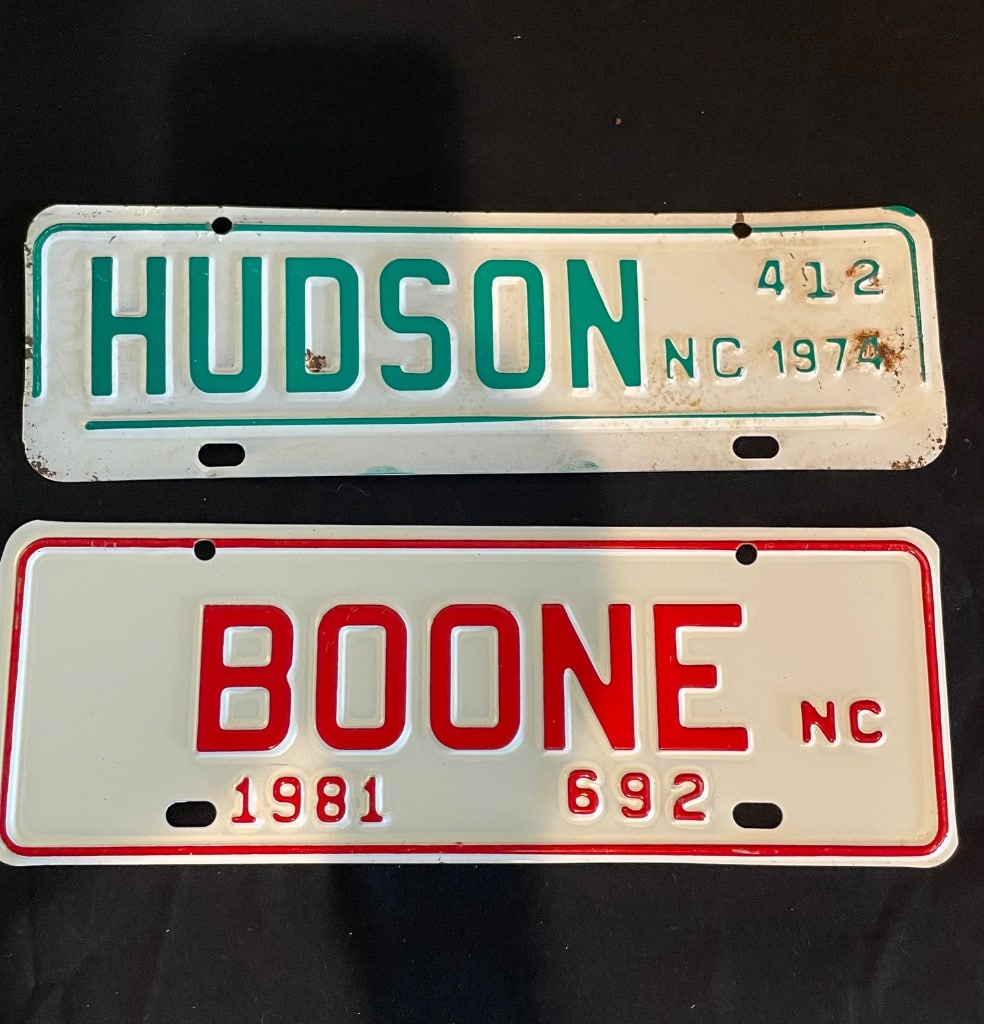 HUDSON 412
NC 1974
BOONE NC
1981 692